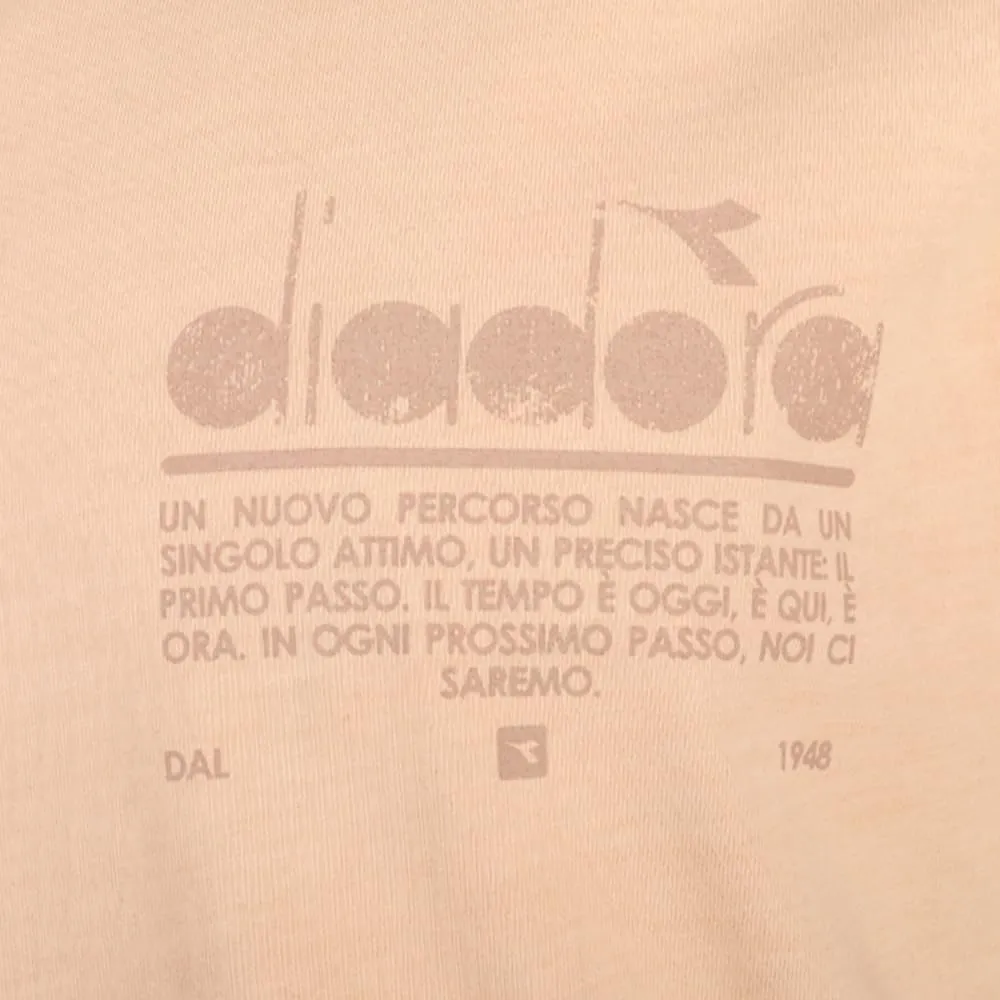 diadora
UN NUOVO PERCORSO NASCE DA UN
SINGOLO ATTIMO, UN PRECISO ISTANTE: IL
PRIMO PASSO. IL TEMPO È OGGI, È QUI, È
ORA. IN OGNI PROSSIMO PASSO, NOI CI
SAREMO.
DAL 1948